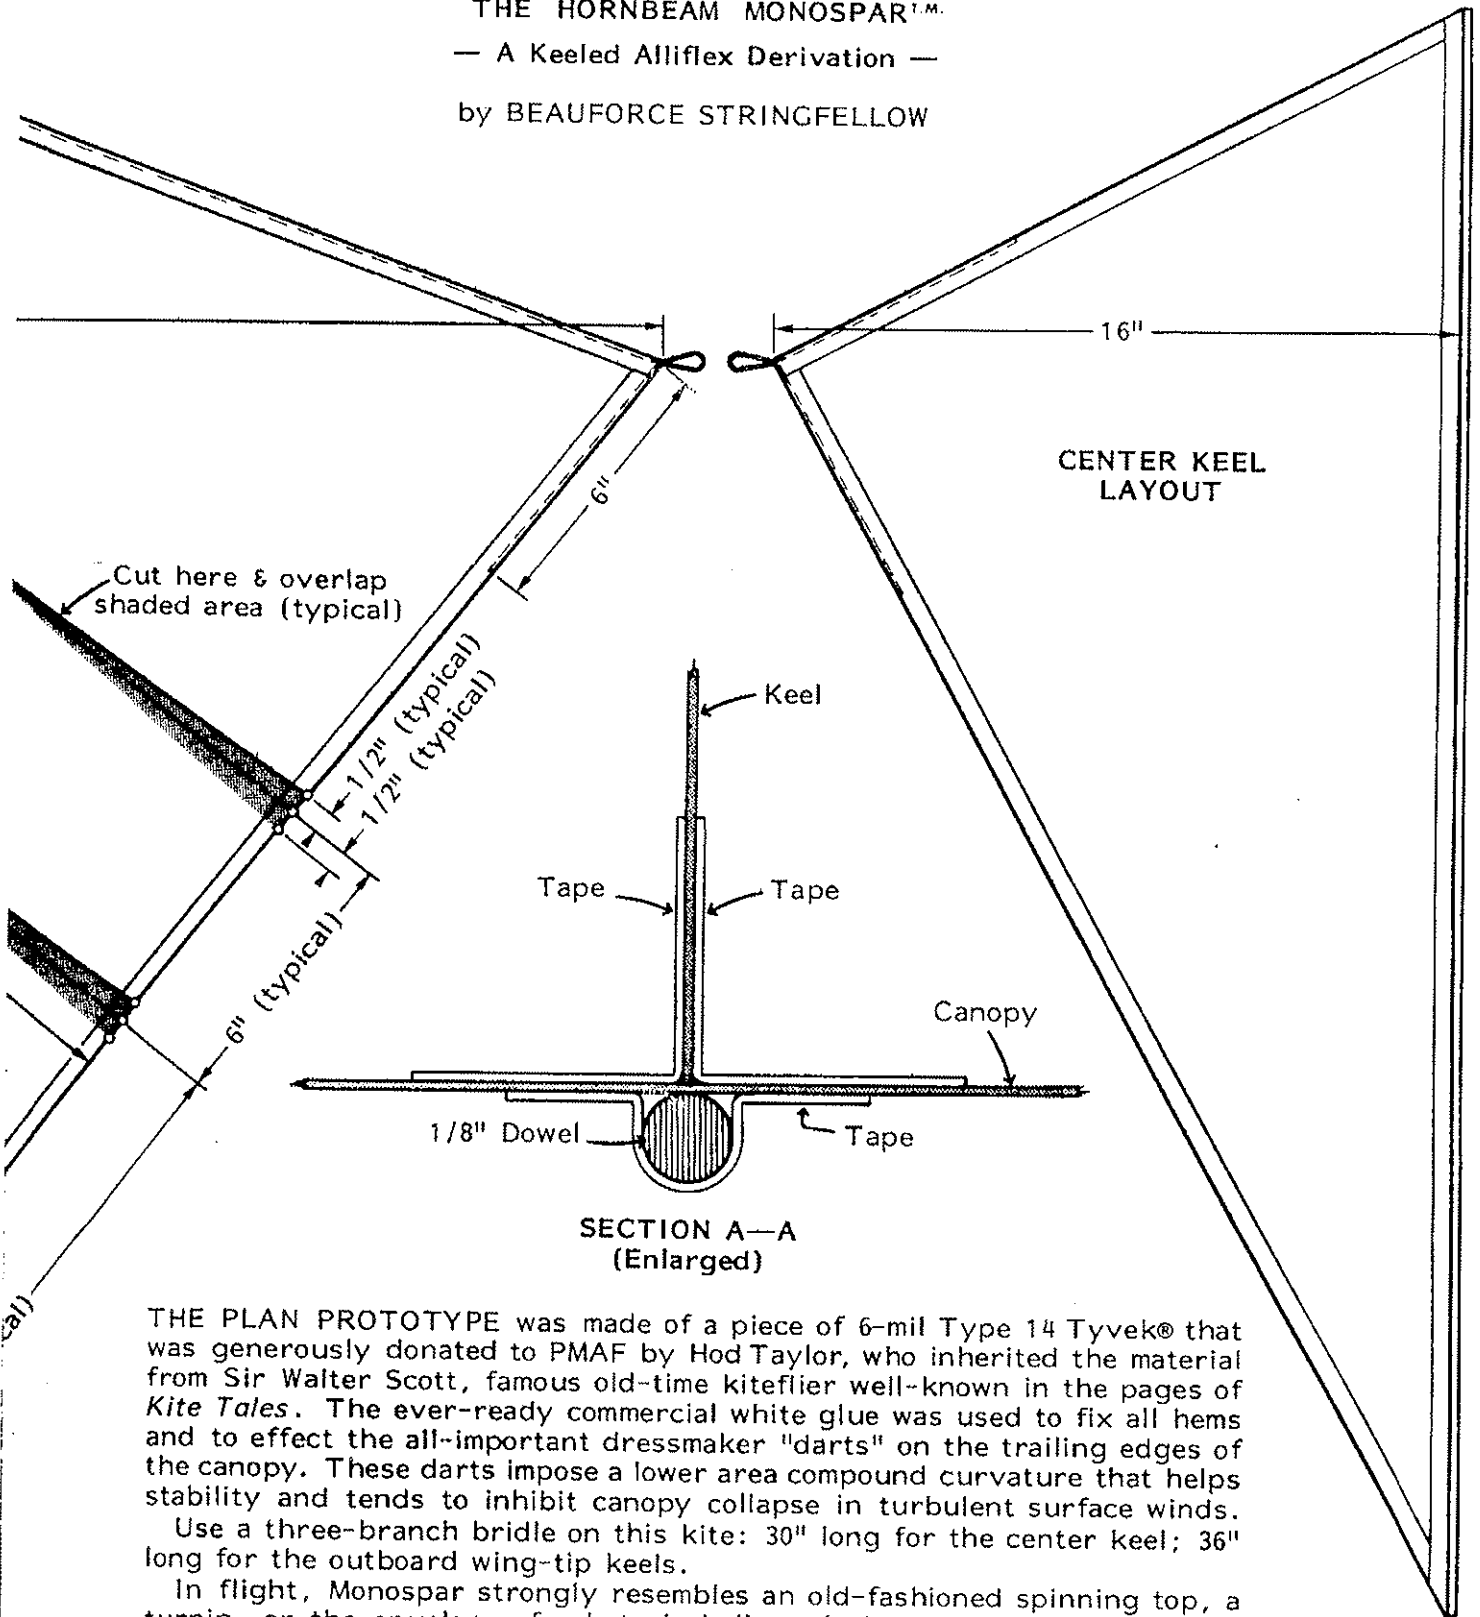 THE HORNBEAM MONOSPAR T.M.
— A Keeled Alliflex Derivation —
by BEAUFORCE STRINGFELLOW
16"
CENTER KEEL
LAYOUT
6"
Cut here & overlap
shaded area (typical)
1/2" (typical)
1/2" (typical)
6" (typical)
Keel
Tape
Tape
Canopy
1/8" Dowel
Tape
SECTION A—A
(Enlarged)
THE PLAN PROTOTYPE was made of a piece of 6-mil Type 14 Tyvek® that
was generously donated to PMAF by Hod Taylor, who inherited the material
from Sir Walter Scott, famous old-time kiteflier well-known in the pages of
Kite Tales. The ever-ready commercial white glue was used to fix all hems
and to effect the all-important dressmaker "darts" on the trailing edges of
the canopy. These darts impose a lower area compound curvature that helps
stability and tends to inhibit canopy collapse in turbulent surface winds.
Use a three-branch bridle on this kite: 30" long for the center keel; 36"
long for the outboard wing-tip keels.
In flight, Monospar strongly resembles an old-fashioned spinning top, a